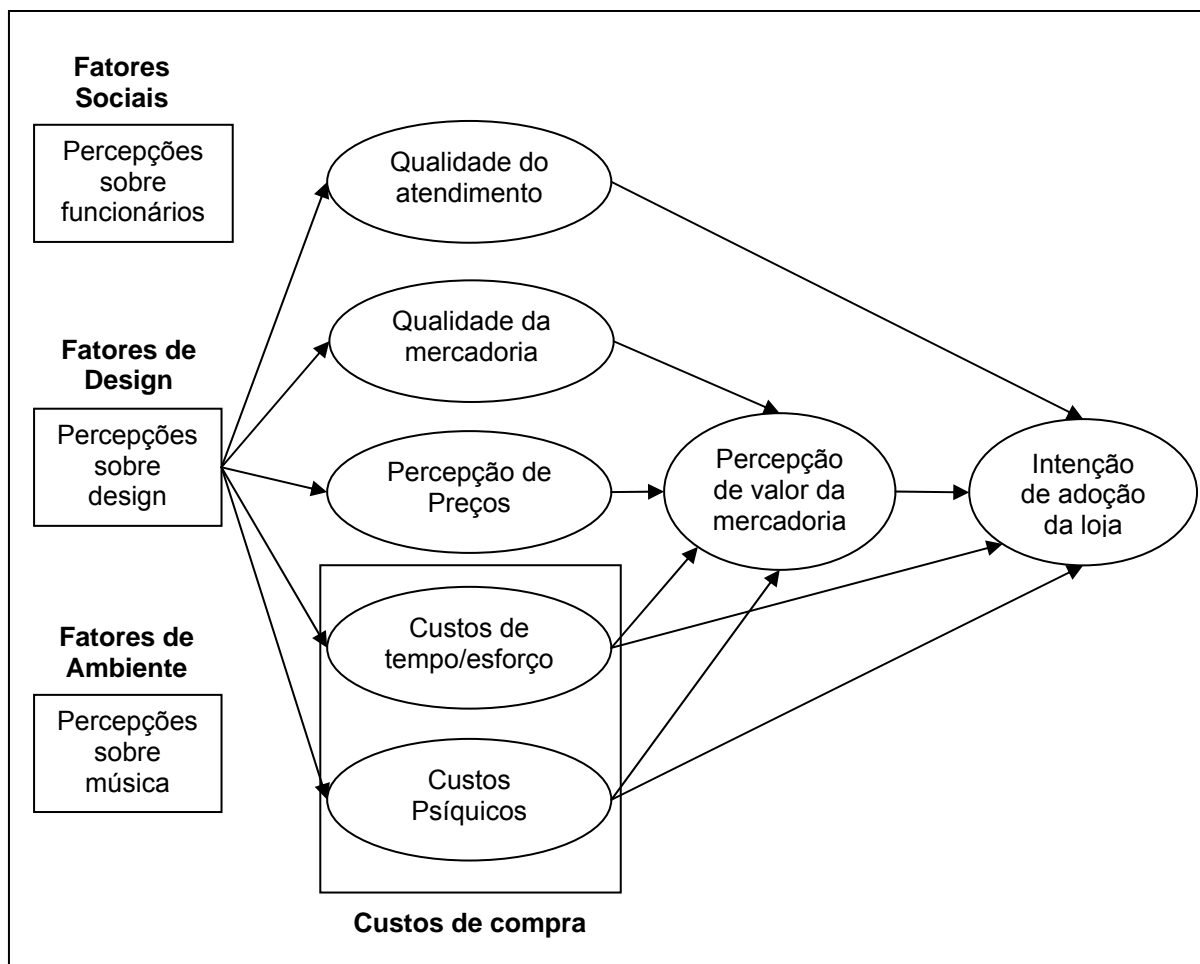 Fatores
Sociais
Percepções
sobre
funcionários
Fatores de
Design
Percepções
sobre
design
Fatores de
Ambiente
Percepções
sobre
música
Qualidade do
atendimento
Qualidade da
mercadoria
Percepção de
Preços
Custos de
tempo/esforço
Custos
Psíquicos
Custos de compra
Percepção
de valor da
mercadoria
Intenção
de adoção
da loja